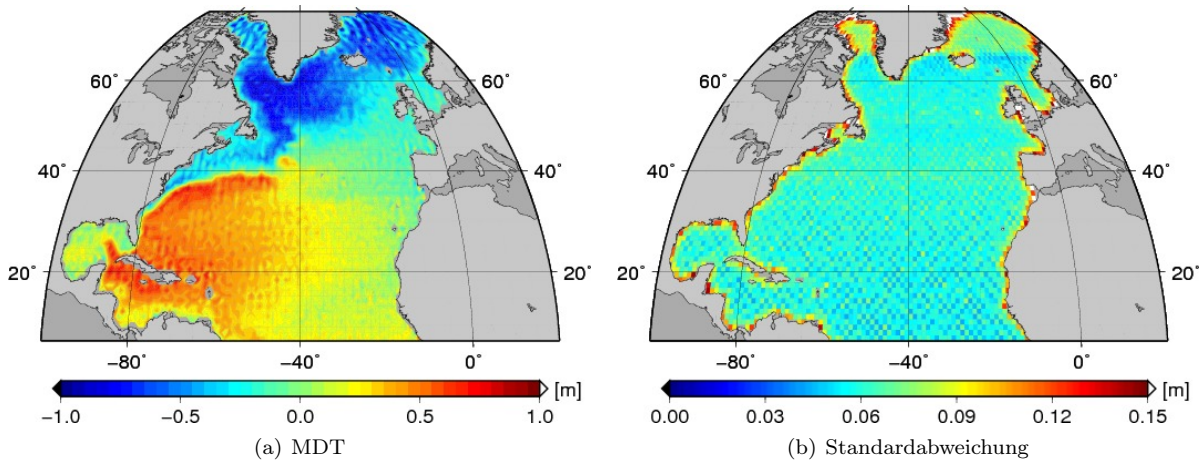 60° 60° 60° 60°
40° 40° 40° 40°
20° 20° 20° 20°
−80° −40° 0° −80° −40° 0°
−1.0 −0.5 0.0 0.5 1.0 [m]
0.00 0.03 0.06 0.09 0.12 0.15 [m]
(a) MDT
(b) Standardabweichung